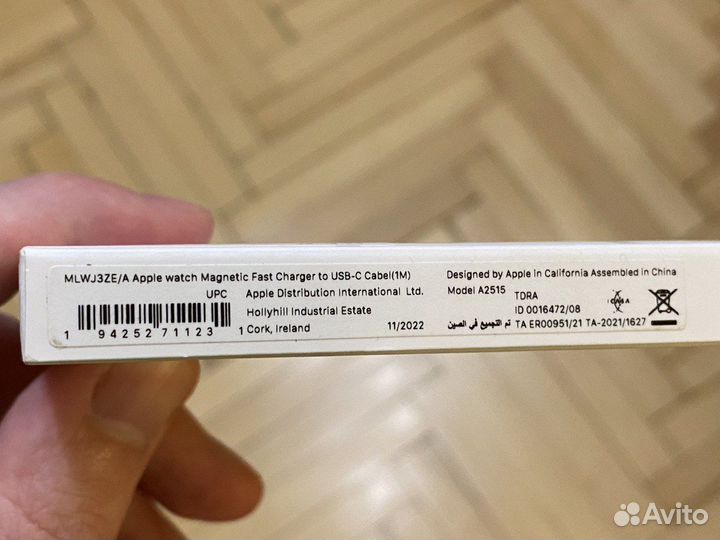 MLWJ3ZE/A Apple watch Magnetic Fast Charger to USB-C Cabel(1M)
UPC
1 94252 71123 1
Apple Distribution International Ltd.
Hollyhill Industrial Estate
Cork, Ireland
11/2022
Designed by Apple in California Assembled in China
Model A2515
TDRA
ID 0016472/08
ICASA
تم التجميع في الصين
TA ER00951/21 TA-2021/1627
Avito